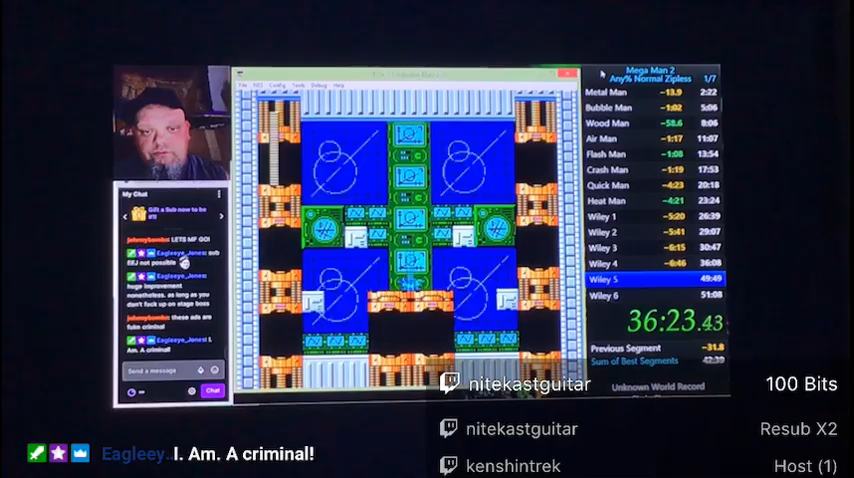 File
Config Tools Debug Help
My Chat
Gift a Sub now to be
#1!
johnnybombs: LETS MF GO!
Eagleeye_Jones: sub
not possible
Eagleeye_Jones:
huge improvement
nonetheless. as long as you
don't fuck up on stage boss
johnnybombs: these ads are
fukn criminal
Eagleeye_Jones: I.
Am. A criminal!
Send a message
Chat
Mega Man 2
Any% Normal Zipless 1/7
Metal Man -13.9 2:22
Bubble Man -1:02 5:06
Wood Man -58.6 8:06
Air Man -1:17 11:07
Flash Man -1:08 13:54
Crash Man -1:19 17:53
Quick Man -4:23 20:18
Heat Man -4:21 23:24
Wiley 1 -5:20 26:39
Wiley 2 -5:41 29:07
Wiley 3 -6:15 30:47
Wiley 4 -6:46 36:08
Wiley 5 49:49
Wiley 6 51:08
36:23.43
Previous Segment -31.8
Sum of Best Segments 42:39
Unknown World Record
nitekastguitar 100 Bits
nitekastguitar Resub X2
kenshintrek Host (1)
Eagleey.. I. Am. A criminal!